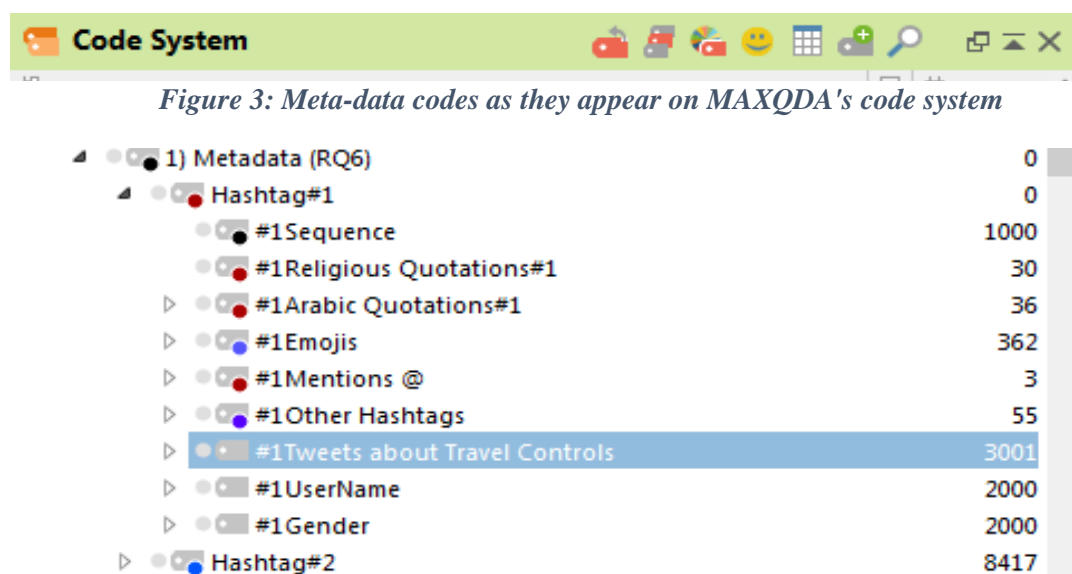 Code System
Figure 3: Meta-data codes as they appear on MAXQDA's code system
1) Metadata (RQ6) 0
Hashtag#1 0
#1Sequence 1000
#1Religious Quotations#1 30
#1Arabic Quotations#1 36
#1Emojis 362
#1Mentions @ 3
#1Other Hashtags 55
#1Tweets about Travel Controls 3001
#1UserName 2000
#1Gender 2000
Hashtag#2 8417